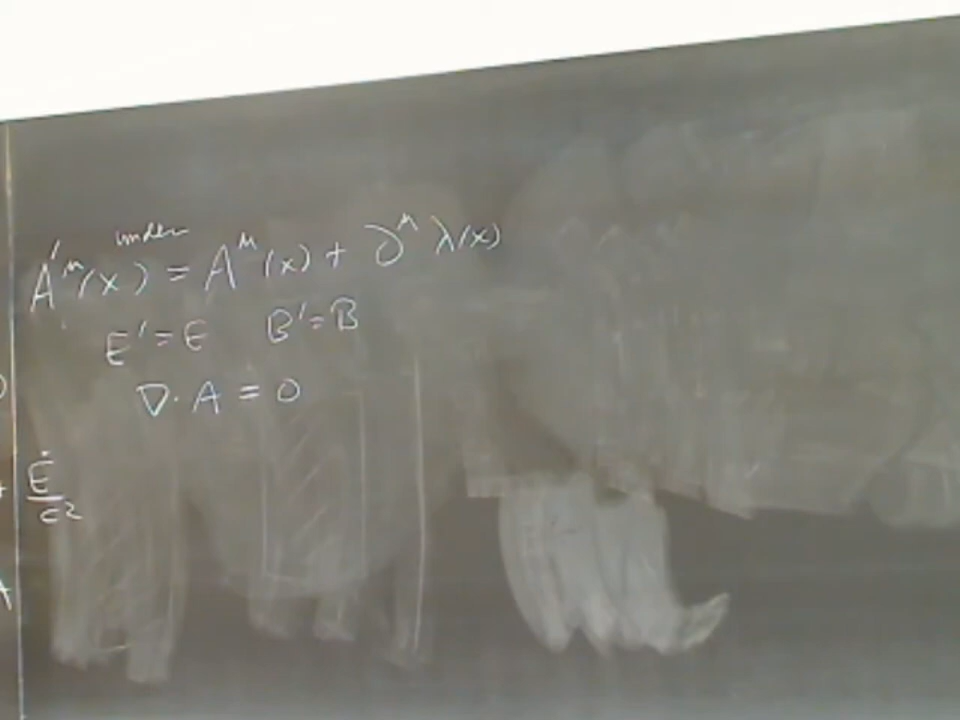 under
A'^μ(x) = A^μ(x) + ∂^μ λ(x)
E' = E B' = B
∇·A = 0
Ė/c²